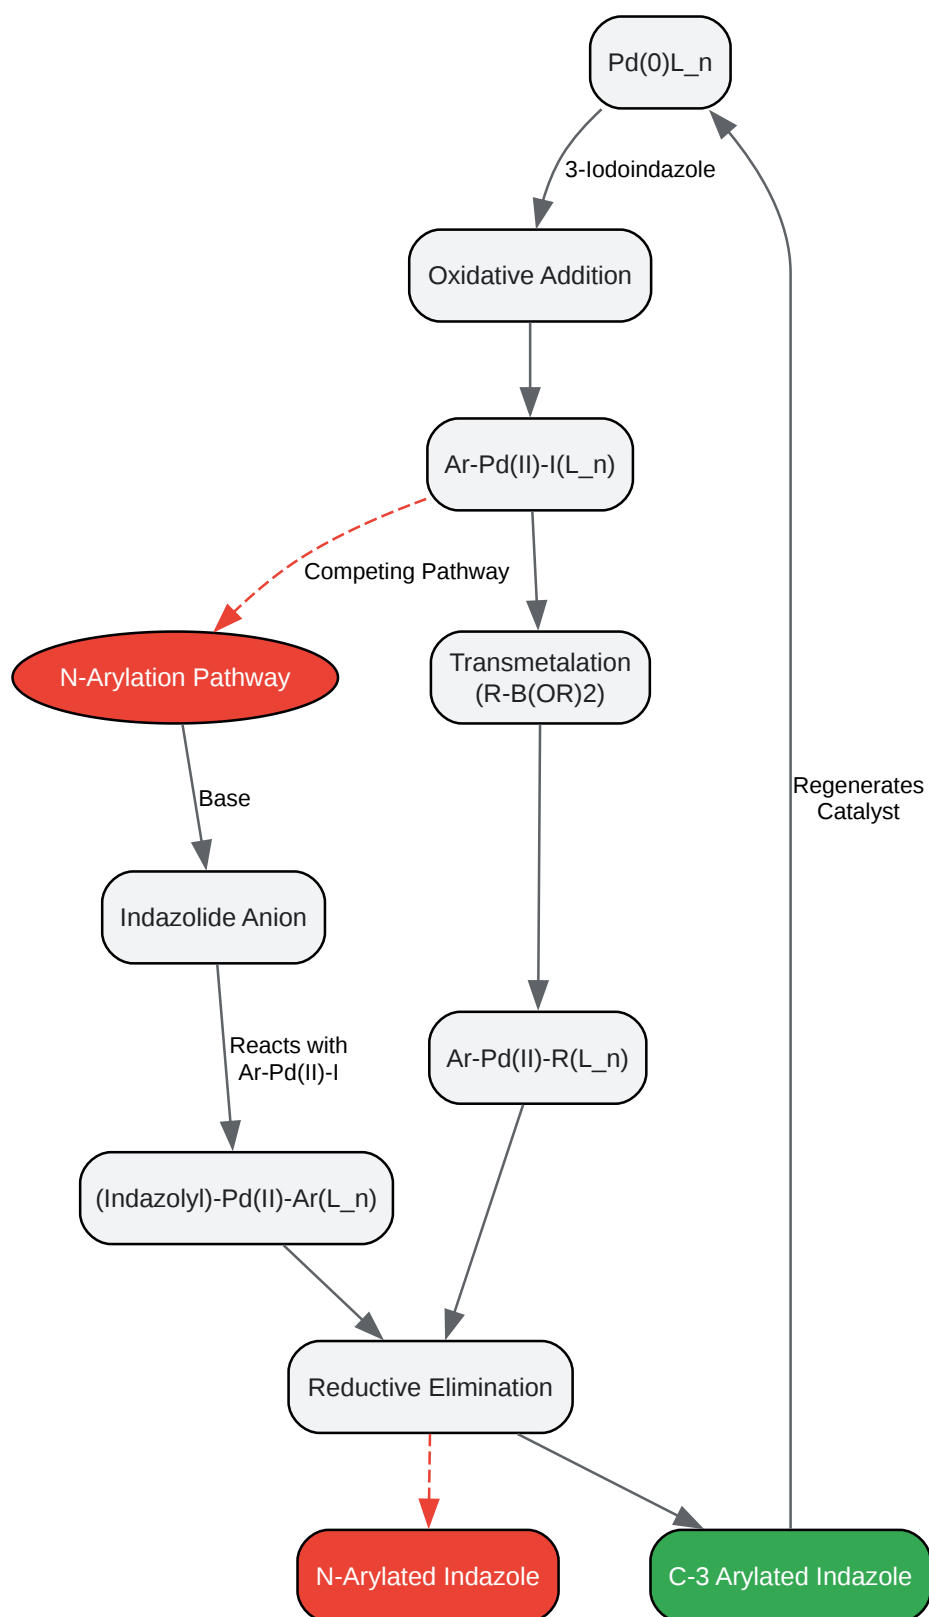 Pd(0)L_n
3-Iodoindazole
Oxidative Addition
Ar-Pd(II)-I(L_n)
Competing Pathway
N-Arylation Pathway
Transmetalation
(R-B(OR)2)
Base
Regenerates
Catalyst
Indazolide Anion
Reacts with
Ar-Pd(II)-I
Ar-Pd(II)-R(L_n)
(Indazolyl)-Pd(II)-Ar(L_n)
Reductive Elimination
N-Arylated Indazole
C-3 Arylated Indazole